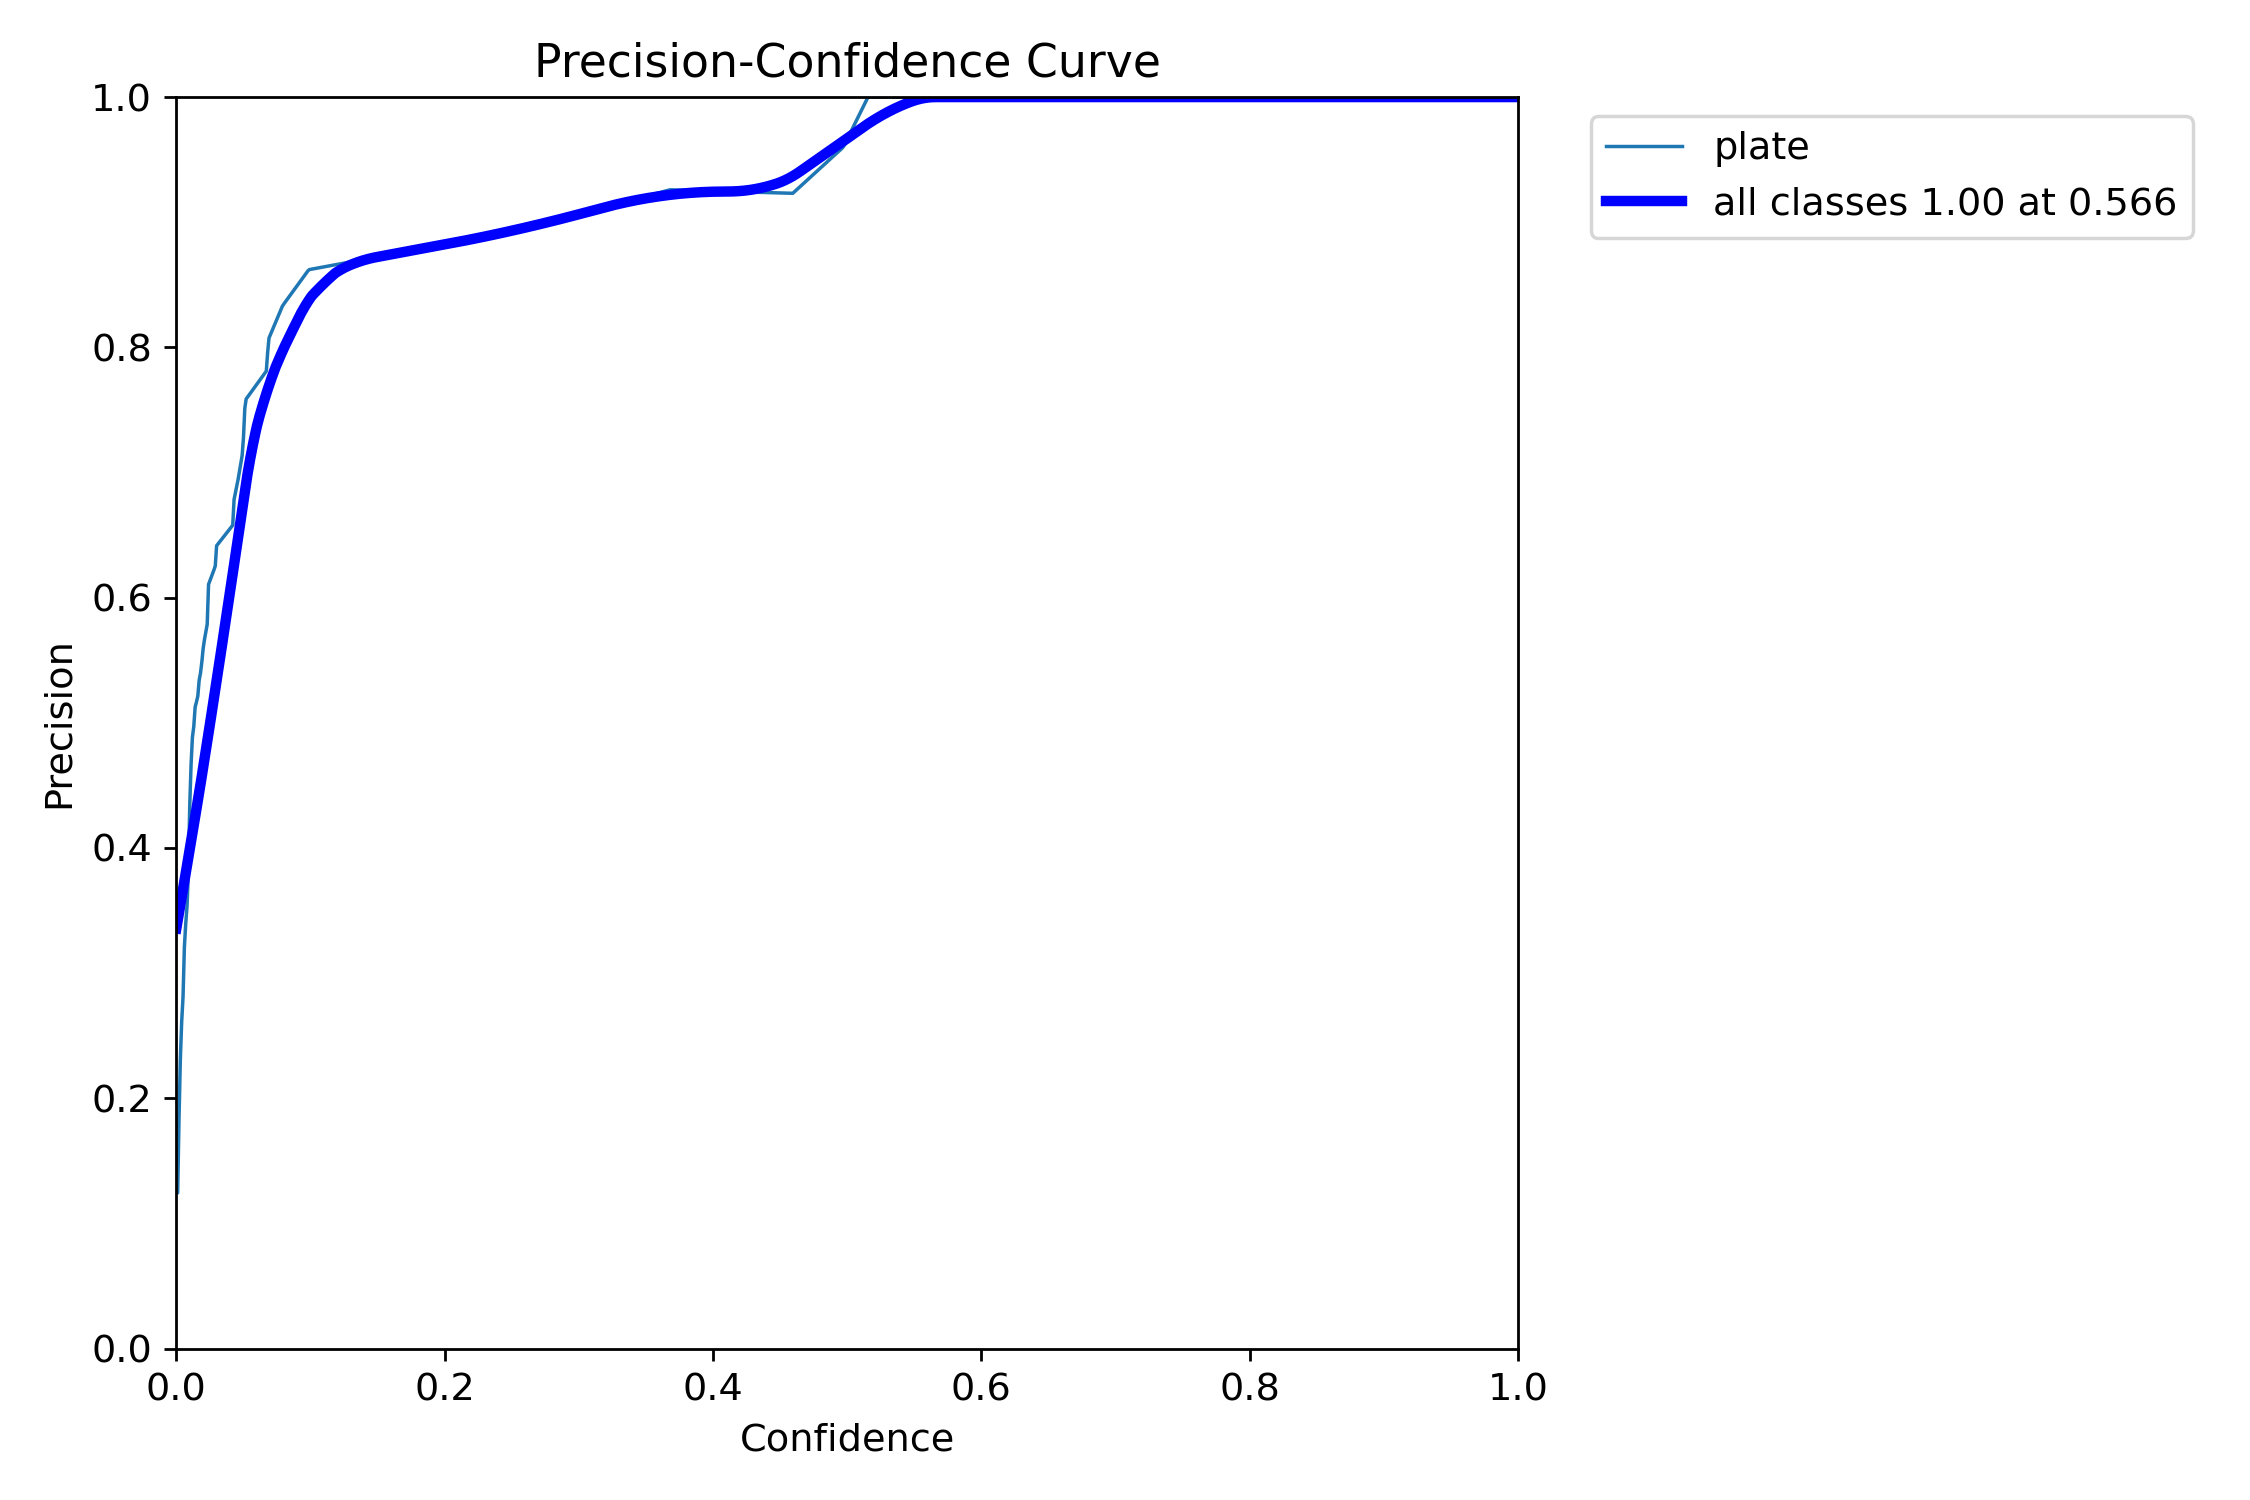 Precision-Confidence Curve
1.0
0.8
0.6
0.4
0.2
0.0
Precision
0.0 0.2 0.4 0.6 0.8 1.0
Confidence
plate
all classes 1.00 at 0.566